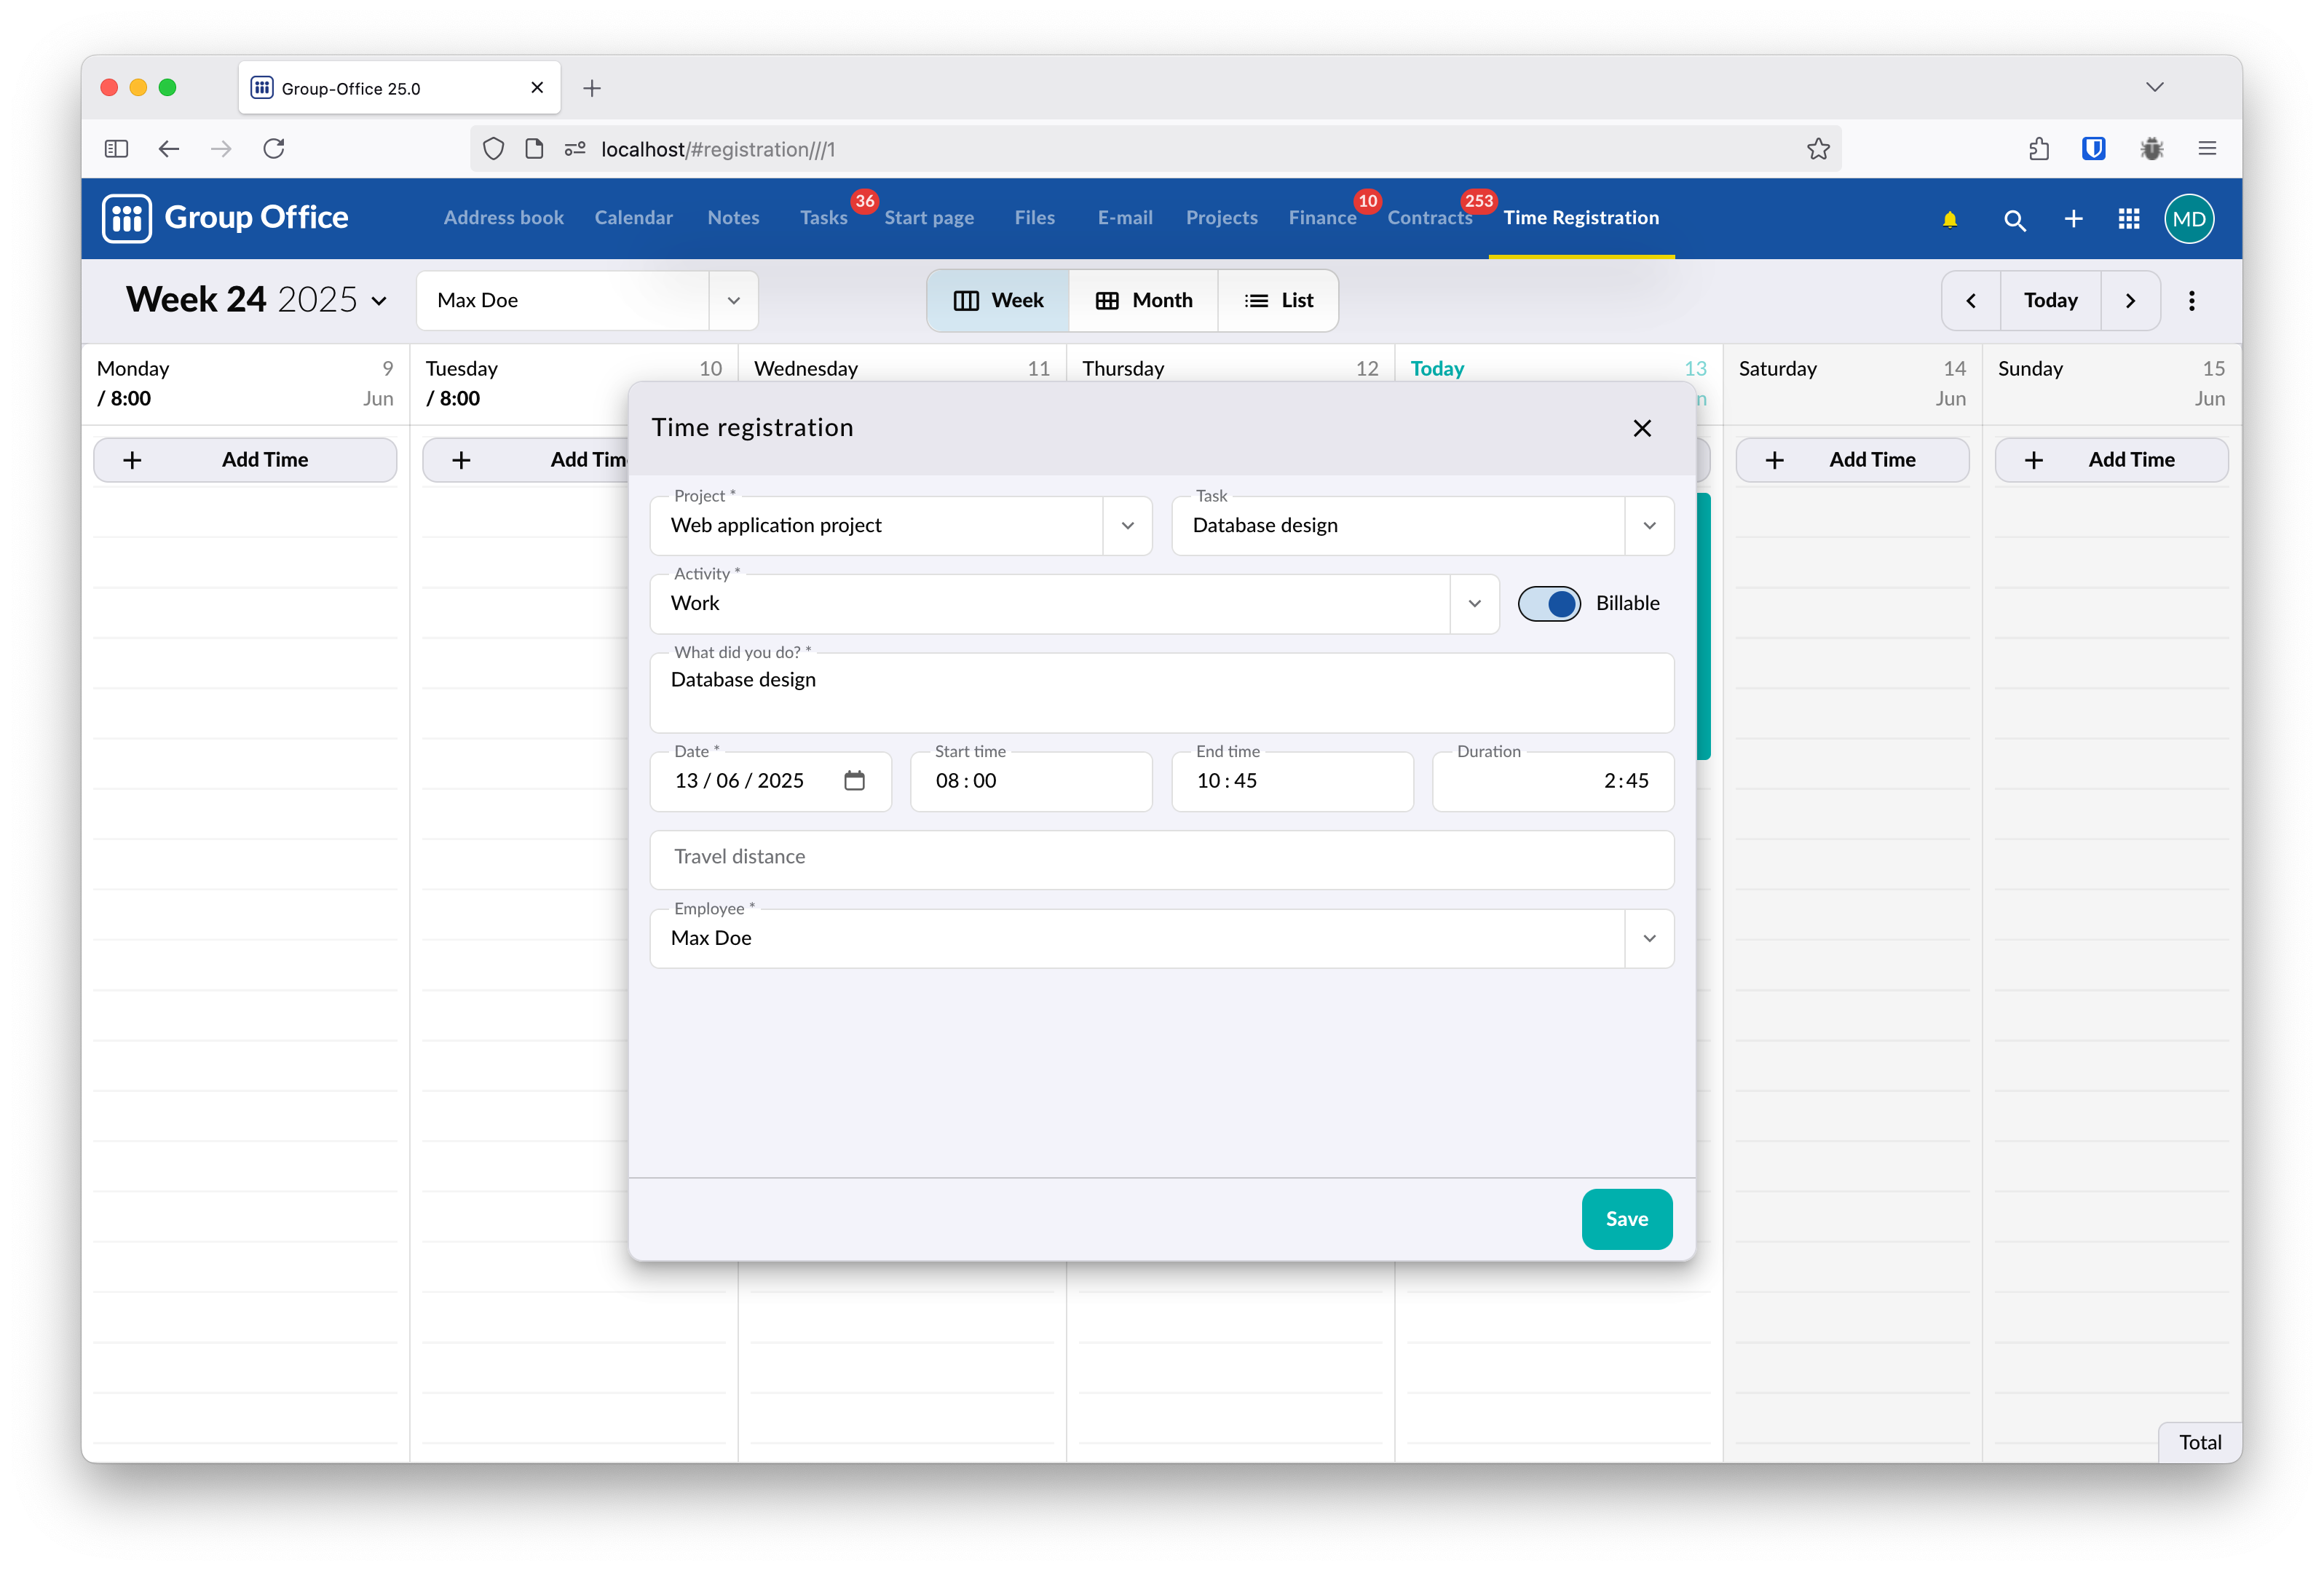 Group-Office 25.0
localhost/#registration///1
Group Office
Address book
Calendar
Notes
Tasks
36
Start page
Files
E-mail
Projects
Finance
10
Contracts
253
Time Registration
MD
Week 24 2025
Max Doe
Week
Month
List
Today
Monday 9
/ 8:00 Jun
Tuesday 10
/ 8:00
Wednesday 11
Thursday 12
Today 13
n
Saturday 14
Jun
Sunday 15
Jun
Add Time
Add Tim
Add Time
Add Time
Time registration
Project *
Web application project
Task
Database design
Activity *
Work
Billable
What did you do? *
Database design
Date *
13 / 06 / 2025
Start time
08 : 00
End time
10 : 45
Duration
2:45
Travel distance
Employee *
Max Doe
Save
Total